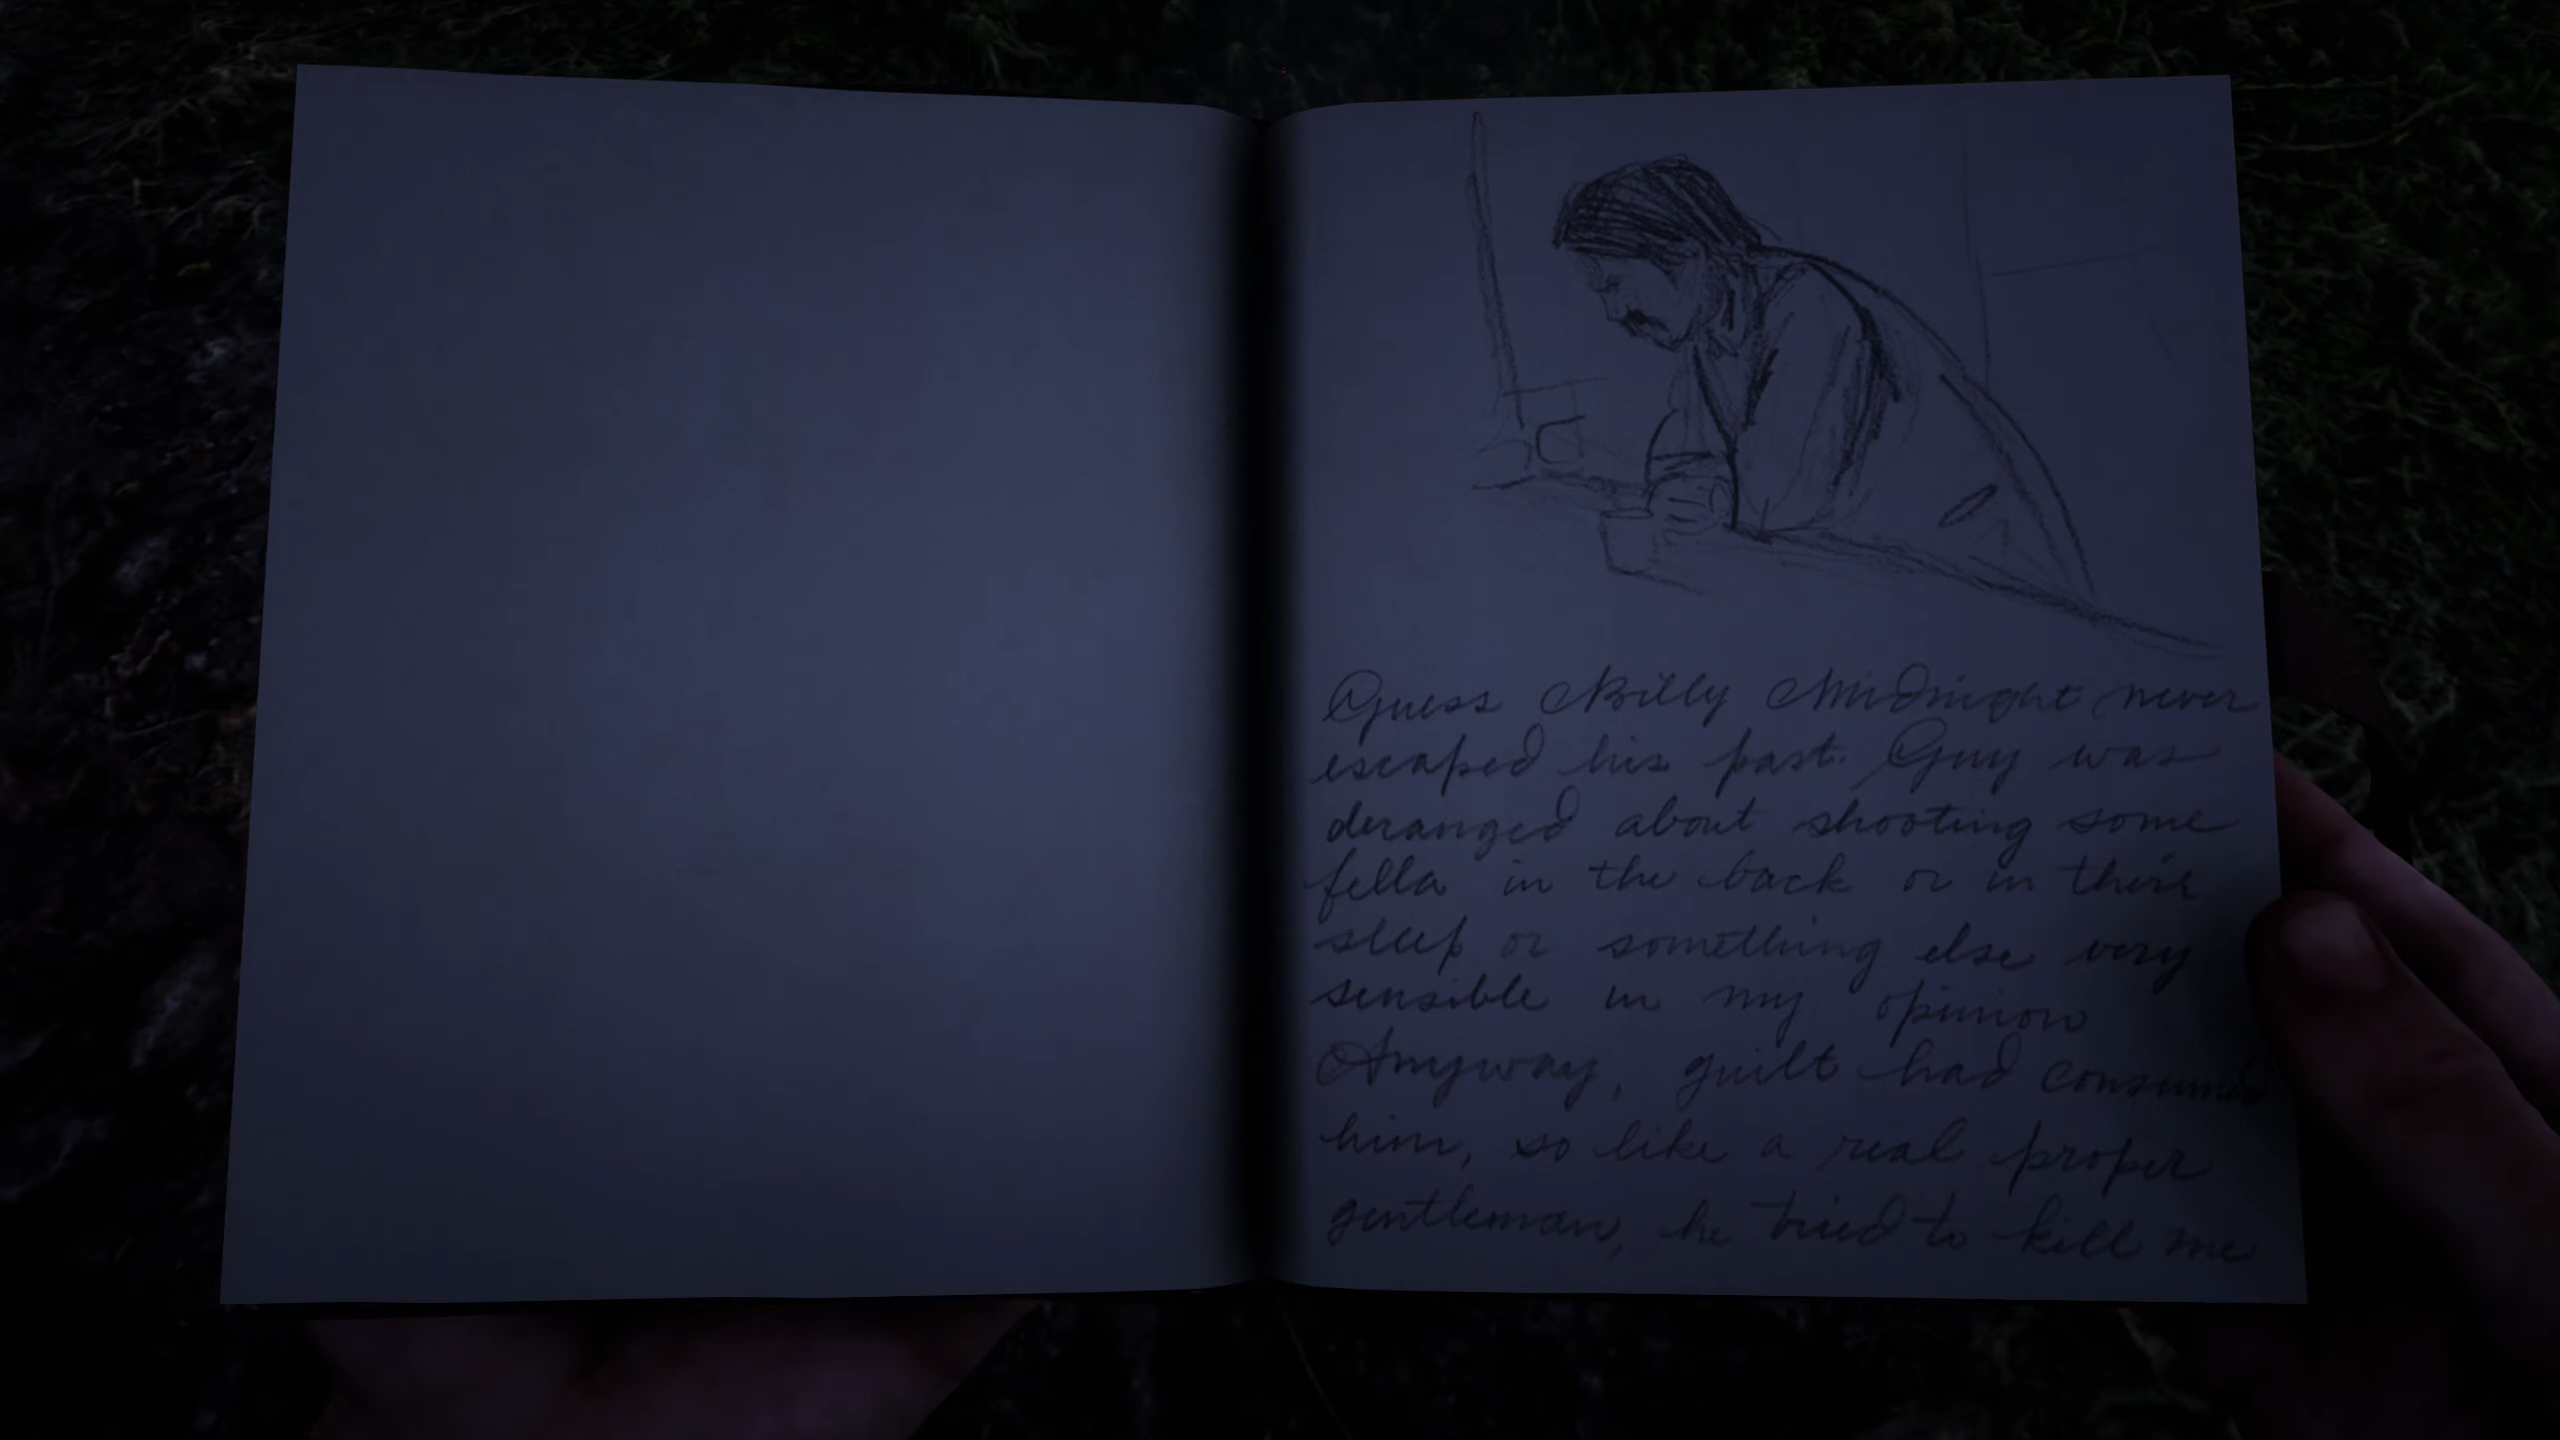 Guess Billy Midnight never
escaped his past. Guy was
deranged about shooting some
fella in the back or in their
sleep or something else very
sensible in my opinion
Anyway, guilt had consumed
him, so like a real proper
gentleman, he tried to kill me